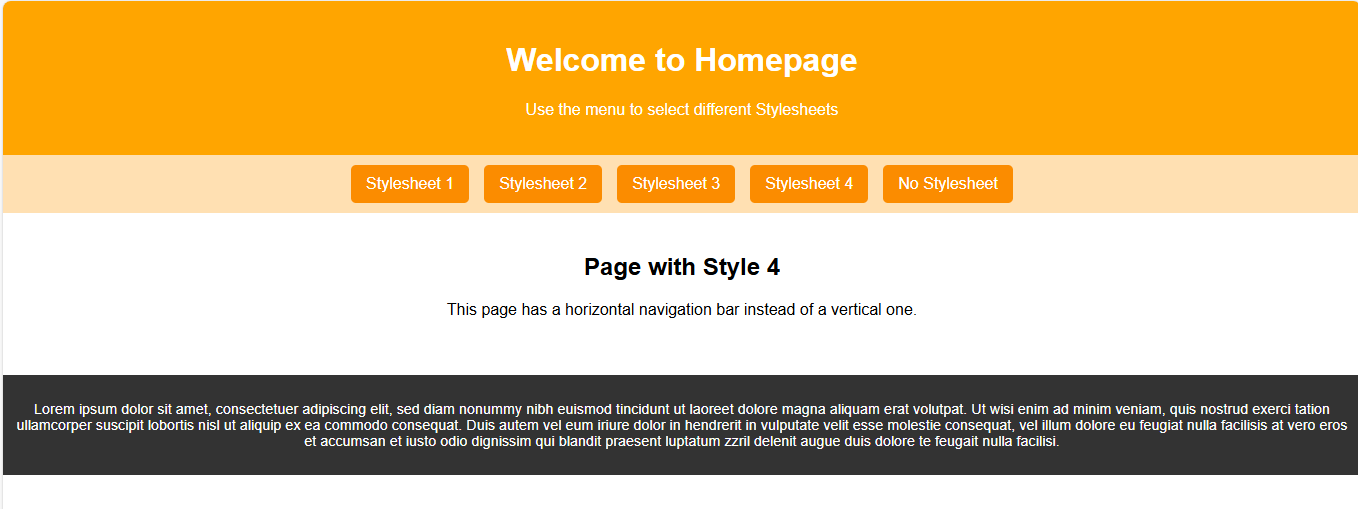 Welcome to Homepage
Use the menu to select different Stylesheets
Stylesheet 1 Stylesheet 2 Stylesheet 3 Stylesheet 4 No Stylesheet
Page with Style 4
This page has a horizontal navigation bar instead of a vertical one.
Lorem ipsum dolor sit amet, consectetuer adipiscing elit, sed diam nonummy nibh euismod tincidunt ut laoreet dolore magna aliquam erat volutpat. Ut wisi enim ad minim veniam, quis nostrud exerci tation
ullamcorper suscipit lobortis nisl ut aliquip ex ea commodo consequat. Duis autem vel eum iriure dolor in hendrerit in vulputate velit esse molestie consequat, vel illum dolore eu feugiat nulla facilisis at vero eros
et accumsan et iusto odio dignissim qui blandit praesent luptatum zzril delenit augue duis dolore te feugait nulla facilisi.